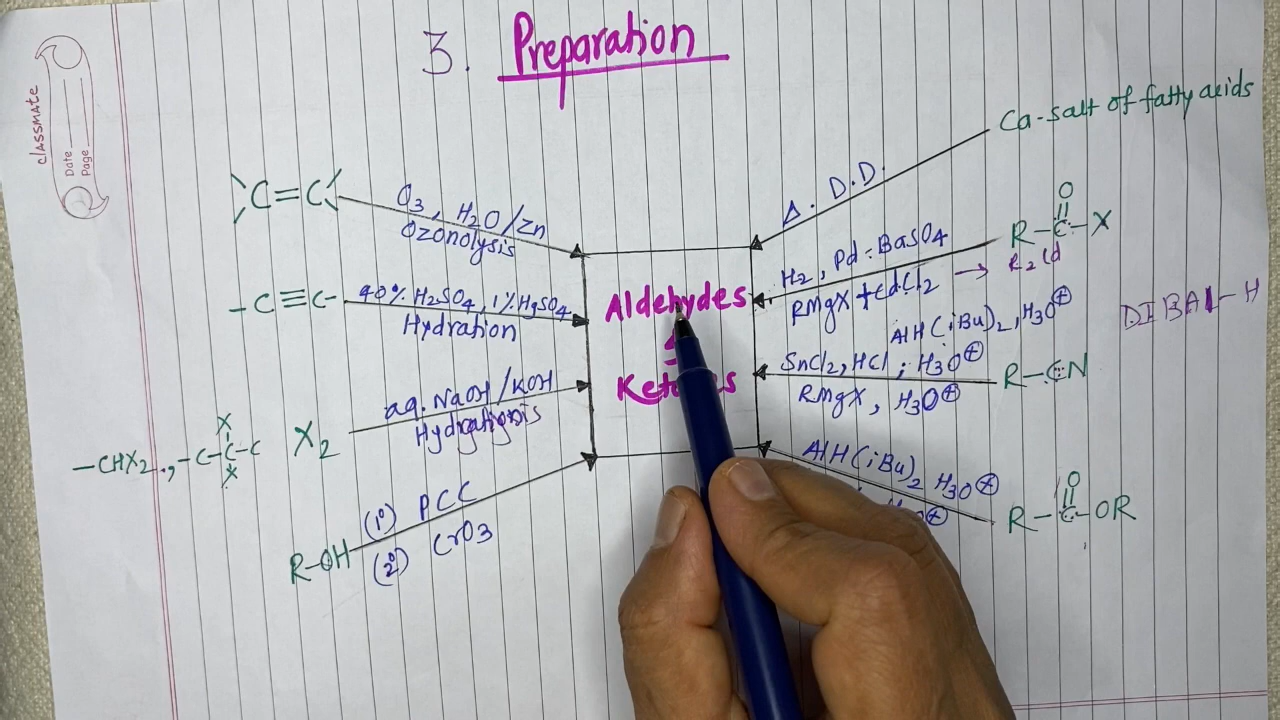 classmate
Date
Page
3. Preparation
Ca-salt of fatty acids
Δ. D.D.
C=C
O3, H2O/Zn
Ozonolysis
R-C-X
O
H2, Pd:BaSO4
RMgX + CdCl2 → R2Cd
-C≡C-
40% H2SO4, 1% HgSO4
Hydration
Aldehydes
Ketones
AlH(iBu)2, H3O⊕
DIBAl-H
SnCl2, HCl ; H3O⊕
R-CN
RMgX, H3O⊕
aq. NaOH/KOH
X2
-CHX2.,
X
-C-C-C
X
AlH(iBu)2 H3O⊕
O
R-C-OR
R-OH
(1°) PCC
(2°) CrO3